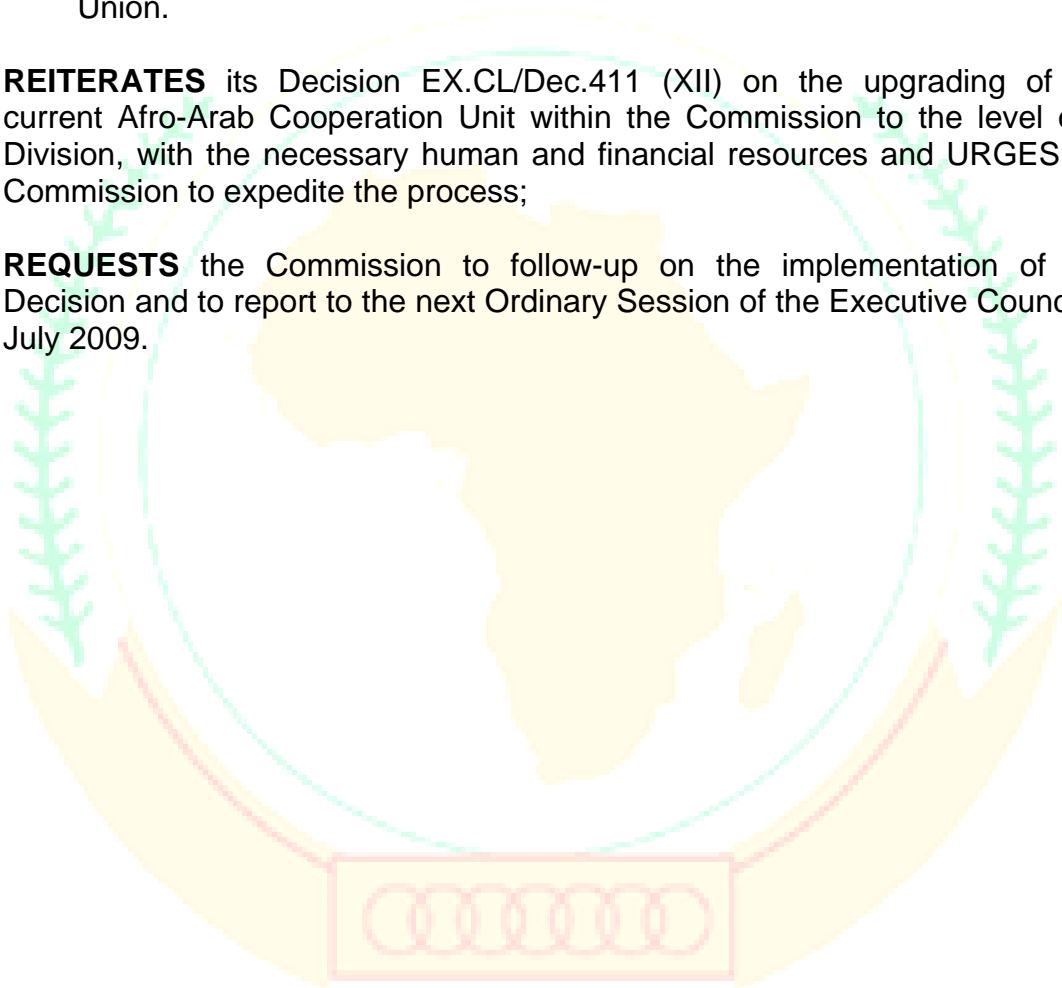 Union.
REITERATES its Decision EX.CL/Dec.411 (XII) on the upgrading of
current Afro-Arab Cooperation Unit within the Commission to the level
Division, with the necessary human and financial resources and URGES
Commission to expedite the process;
REQUESTS the Commission to follow-up on the implementation of
Decision and to report to the next Ordinary Session of the Executive
July 2009.